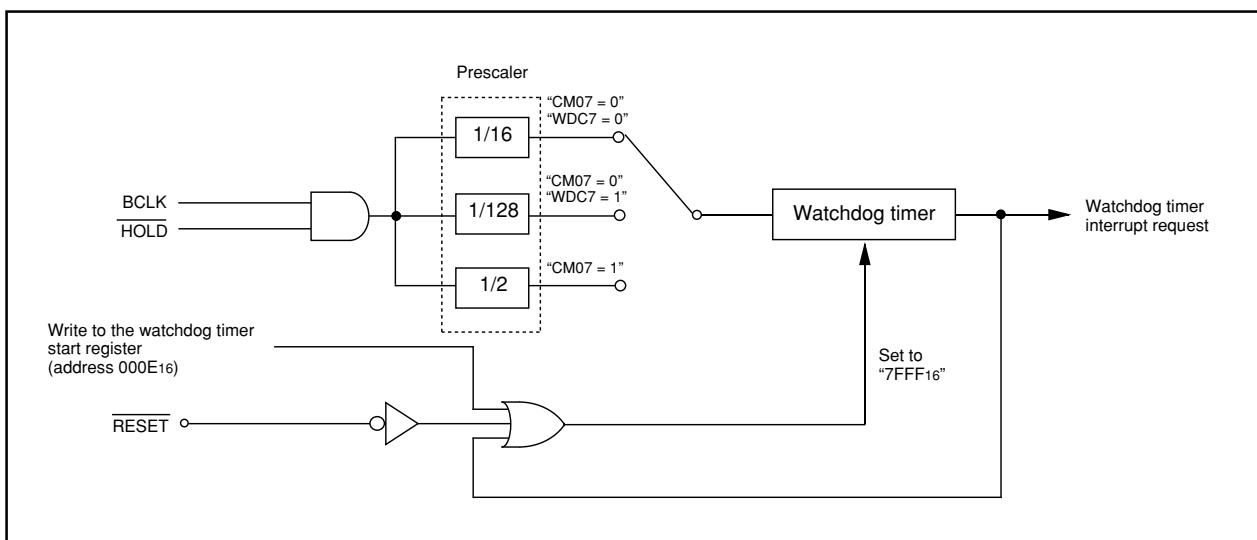 Prescaler
“CM07 = 0”
“WDC7 = 0”
1/16
“CM07 = 0”
“WDC7 = 1”
BCLK
HOLD
1/128
Watchdog timer
Watchdog timer
interrupt request
“CM07 = 1”
1/2
Write to the watchdog timer
start register
(address 000E16)
Set to
“7FFF16”
RESET